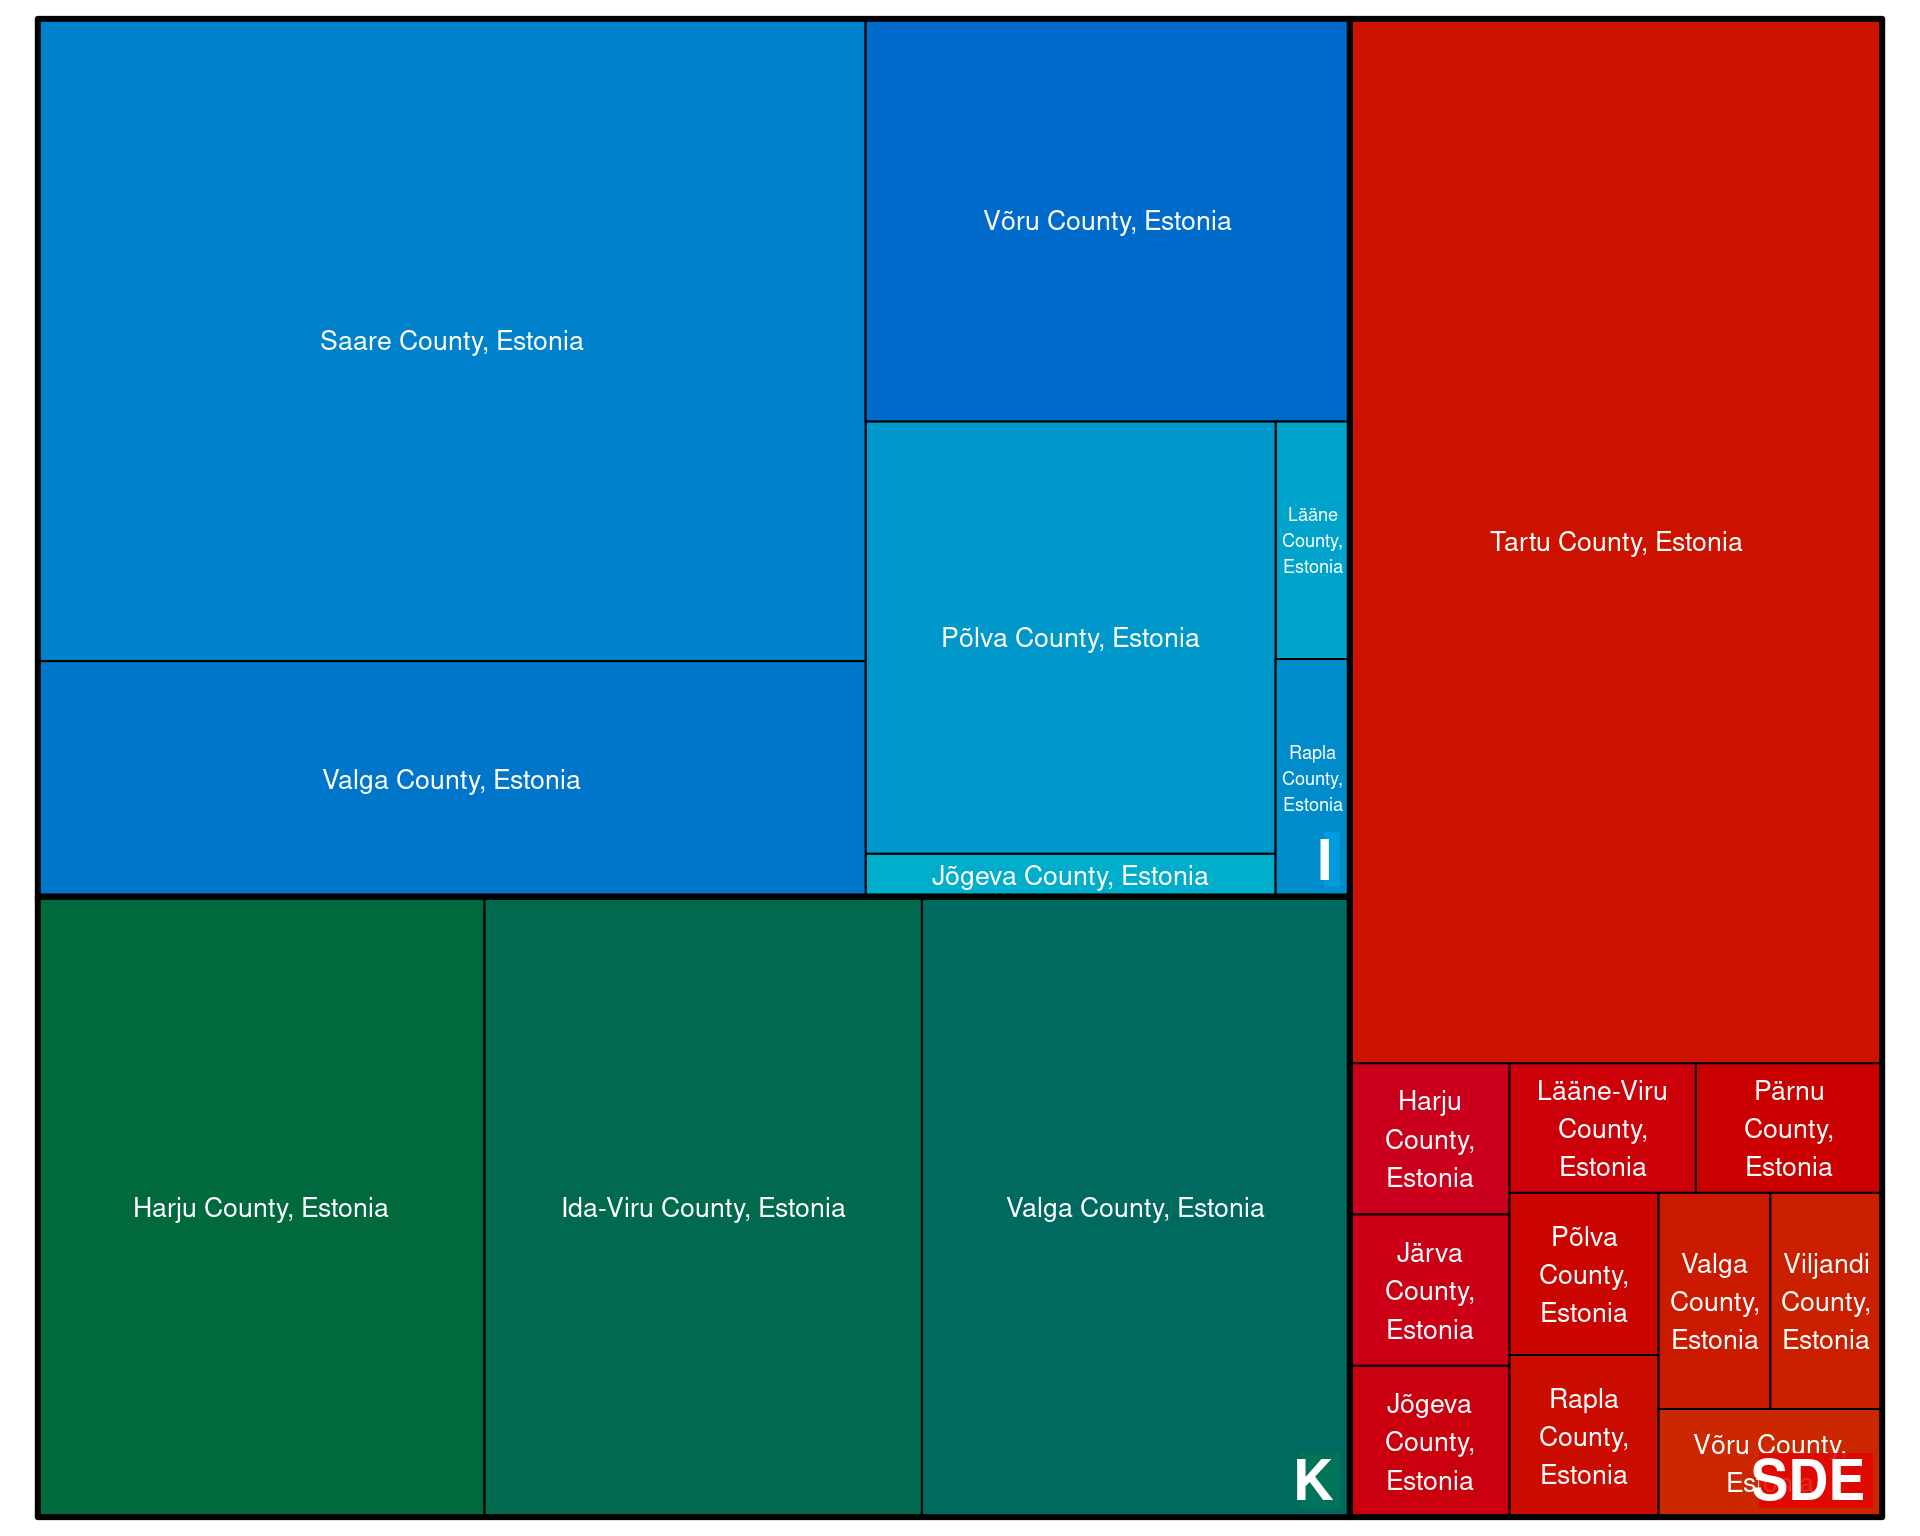 Saare County, Estonia
Võru County, Estonia
Valga County, Estonia
Põlva County, Estonia
Lääne
County,
Estonia
Rapla
County,
Estonia
Jõgeva County, Estonia
I
Harju County, Estonia
Ida-Viru County, Estonia
Valga County, Estonia
K
Tartu County, Estonia
Harju
County,
Estonia
Lääne-Viru
County,
Estonia
Pärnu
County,
Estonia
Järva
County,
Estonia
Põlva
County,
Estonia
Valga
County,
Estonia
Viljandi
County,
Estonia
Jõgeva
County,
Estonia
Rapla
County,
Estonia
Võru County,
SDE